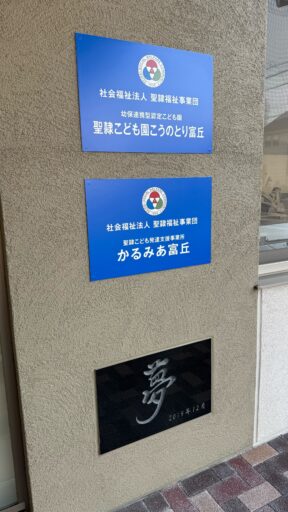 社会福祉法人 聖隷福祉事業団
幼保連携型認定こども園
聖隷こども園こうのとり富丘
社会福祉法人 聖隷福祉事業団
聖隷こども発達支援事業所
かるみあ富丘
夢
2019年12月